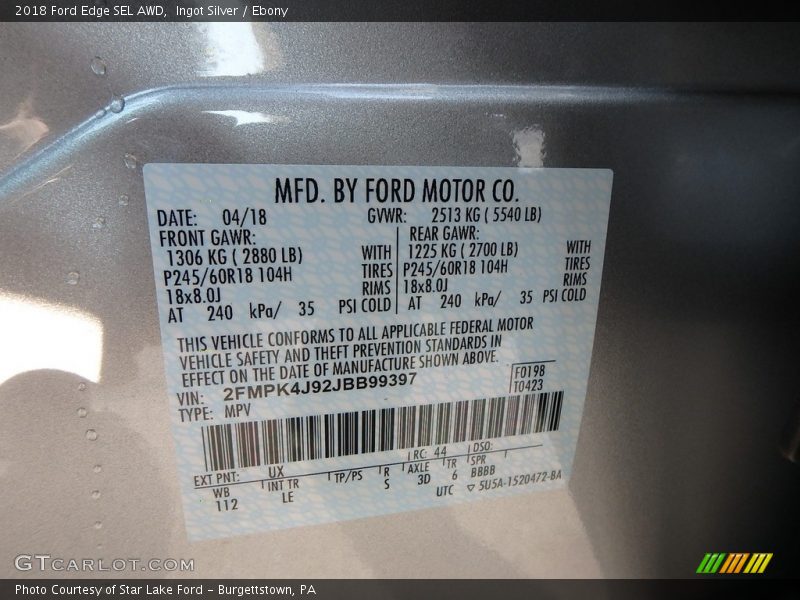 2018 Ford Edge SEL AWD, Ingot Silver / Ebony
MFD. BY FORD MOTOR CO.
DATE: 04/18 GVWR: 2513 KG ( 5540 LB)
FRONT GAWR: REAR GAWR:
1306 KG ( 2880 LB) WITH 1225 KG ( 2700 LB) WITH
P245/60R18 104H TIRES P245/60R18 104H TIRES
18x8.0J RIMS 18x8.0J RIMS
AT 240 kPa/ 35 PSI COLD AT 240 kPa/ 35 PSI COLD
THIS VEHICLE CONFORMS TO ALL APPLICABLE FEDERAL MOTOR
VEHICLE SAFETY AND THEFT PREVENTION STANDARDS IN
EFFECT ON THE DATE OF MANUFACTURE SHOWN ABOVE.
VIN: 2FMPK4J92JBB99397 F0198
TYPE: MPV T0423
EXT PNT: UX RC: 44 DSO:
WB INT TR TP/PS R AXLE TR SPR
112 LE S 3D 6 BBBB
UTC ▽ 5U5A-1520472-BA
GTCARLOT.COM
Photo Courtesy of Star Lake Ford – Burgettstown, PA